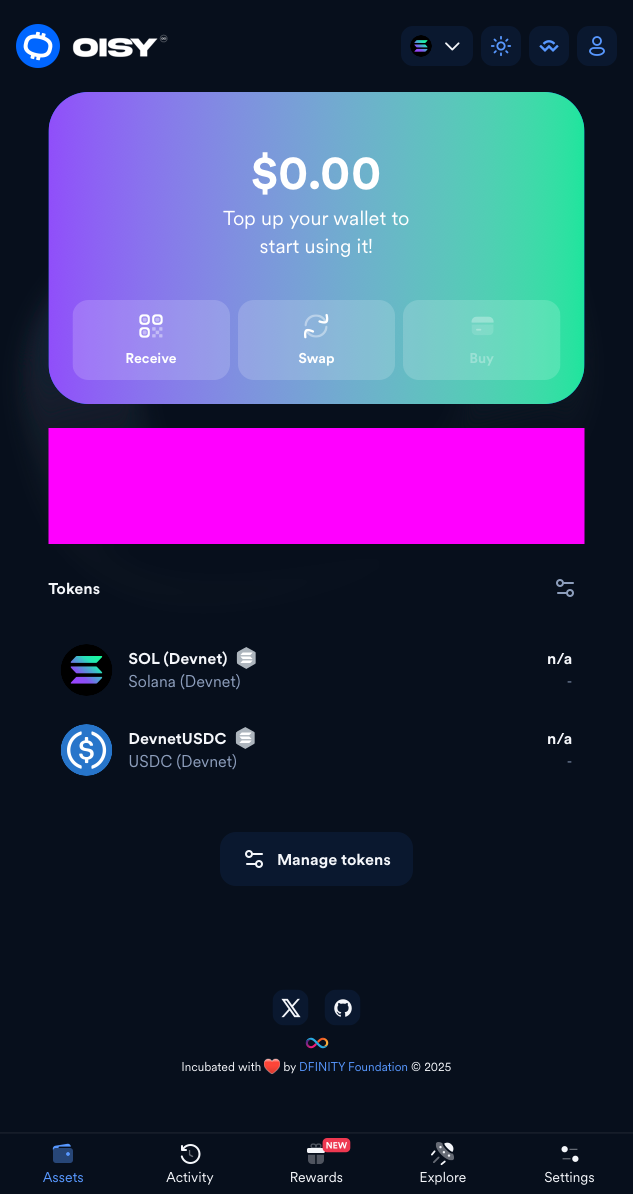 OISY
$0.00
Top up your wallet to
start using it!
Receive
Swap
Buy
Tokens
SOL (Devnet)
n/a
Solana (Devnet)
-
DevnetUSDC
n/a
USDC (Devnet)
-
Manage tokens
Incubated with ❤️ by DFINITY Foundation © 2025
NEW
Assets
Activity
Rewards
Explore
Settings